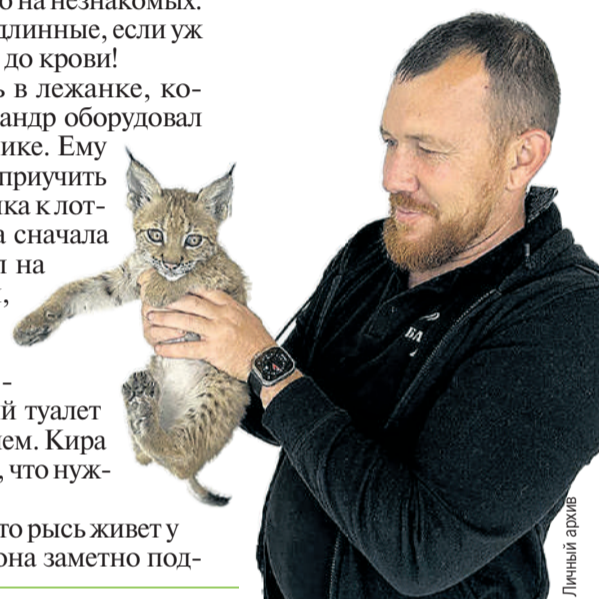 о на незнакомых.
длинные, если уж
до крови!
ь в лежанке, ко-
андр оборудовал
ике. Ему
приучить
ка к лот-
а сначала
л на
,
-
й туалет
ем. Кира
, что нуж-
то рысь живет у
она заметно под-
Личный архив